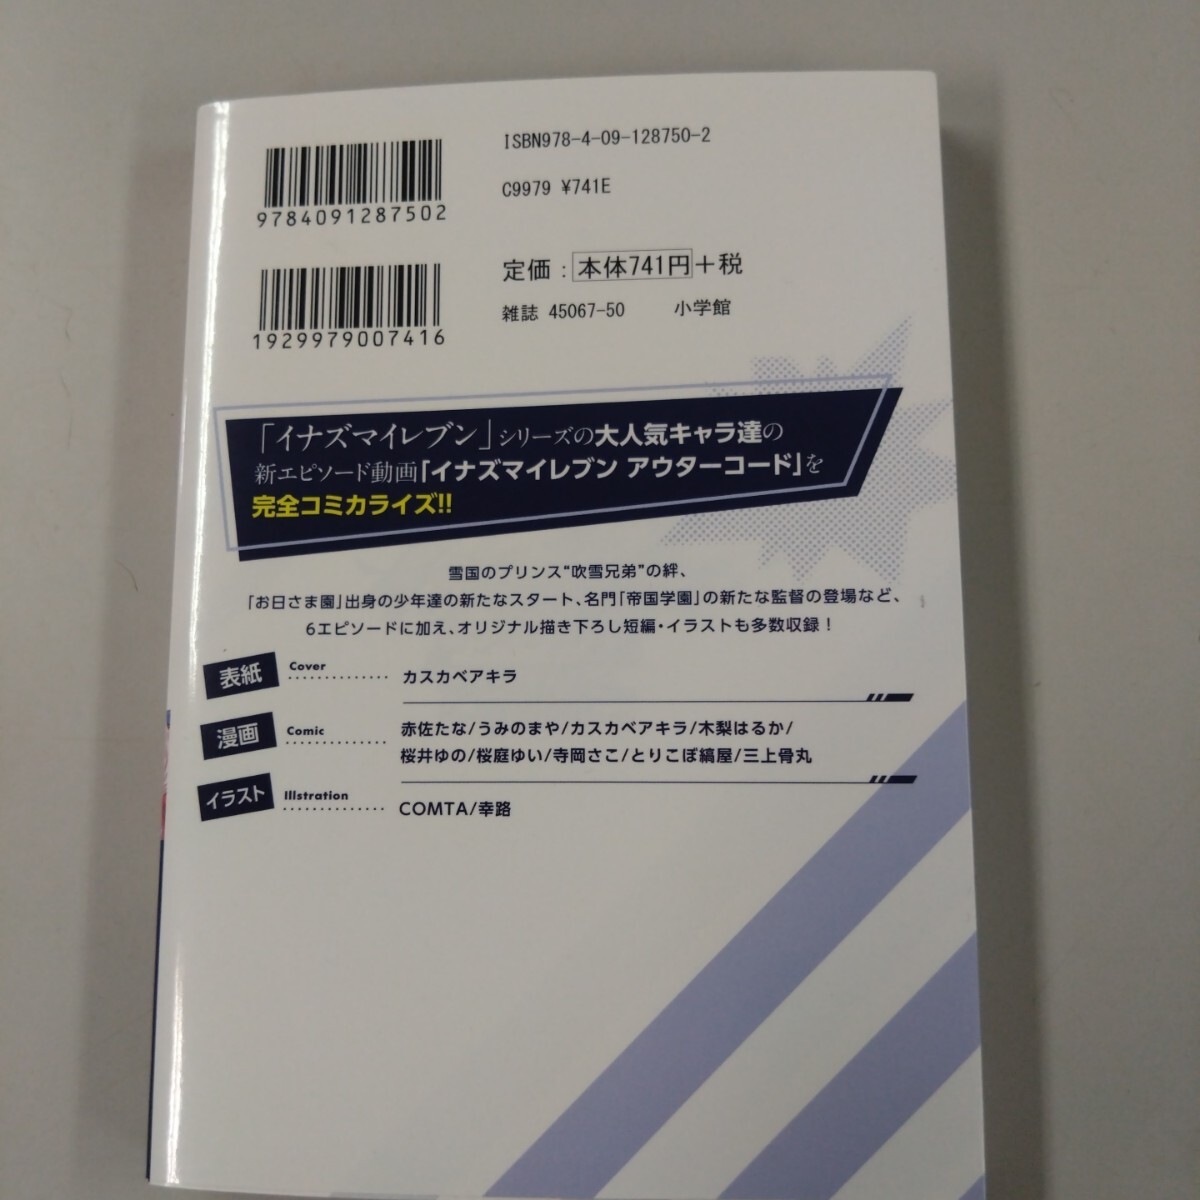 ISBN978-4-09-128750-2
9784091287502
C9979 ¥741E
定価:本体741円+税
雑誌 45067-50 小学館
1929979007416
「イナズマイレブン」シリーズの大人気キャラ達の
新エピソード動画「イナズマイレブン アウターコード」を
完全コミカライズ!!
雪国のプリンス“吹雪兄弟”の絆、
「お日さま園」出身の少年達の新たなスタート、名門「帝国学園」の新たな監督の登場など、
6エピソードに加え、オリジナル描き下ろし短編・イラストも多数収録!
表紙 Cover カスカベアキラ
漫画 Comic 赤佐たな/うみのまや/カスカベアキラ/木梨はるか/
桜井ゆの/桜庭ゆい/寺岡さこ/とりこぼ縞屋/三上骨丸
イラスト Illstration COMTA/幸路